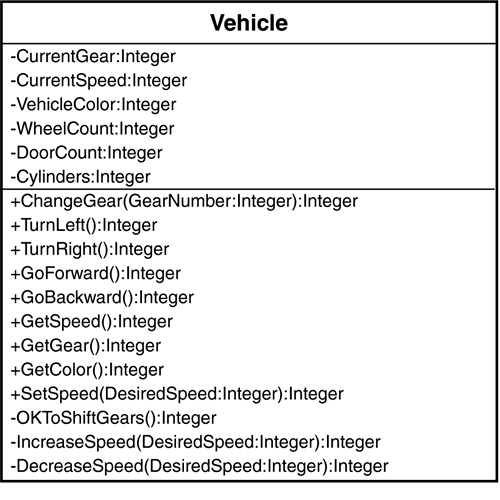 Vehicle
-CurrentGear:Integer
-CurrentSpeed:Integer
-VehicleColor:Integer
-WheelCount:Integer
-DoorCount:Integer
-Cylinders:Integer
+ChangeGear(GearNumber:Integer):Integer
+TurnLeft():Integer
+TurnRight():Integer
+GoForward():Integer
+GoBackward():Integer
+GetSpeed():Integer
+GetGear():Integer
+GetColor():Integer
+SetSpeed(DesiredSpeed:Integer):Integer
-OKToShiftGears():Integer
-IncreaseSpeed(DesiredSpeed:Integer):Integer
-DecreaseSpeed(DesiredSpeed:Integer):Integer